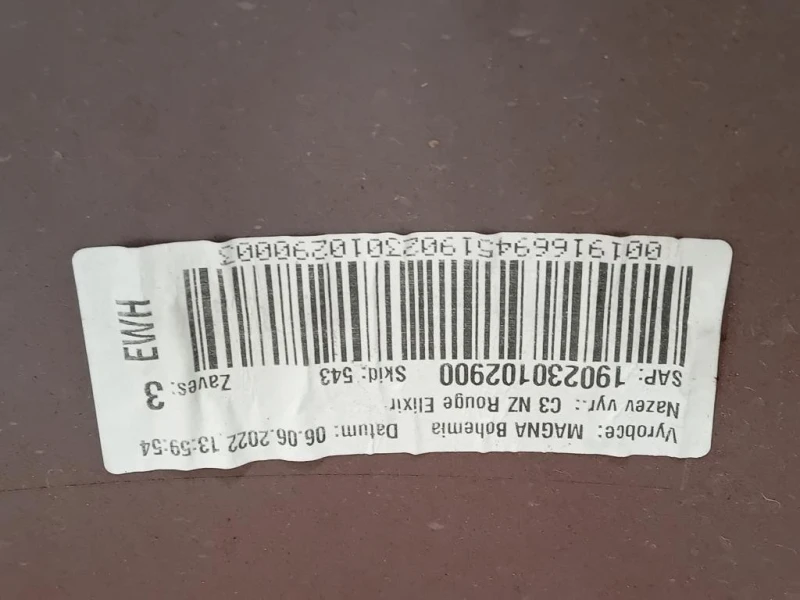 Vyrobce: MAGNA Bohemia Datum: 06.06.2022 13:59:54
Nazev vyr.: C3 NZ Rouge Elixir
SAP: 190230102900 Skid: 543 Zaves: 3
EWH
001916694519023010290003